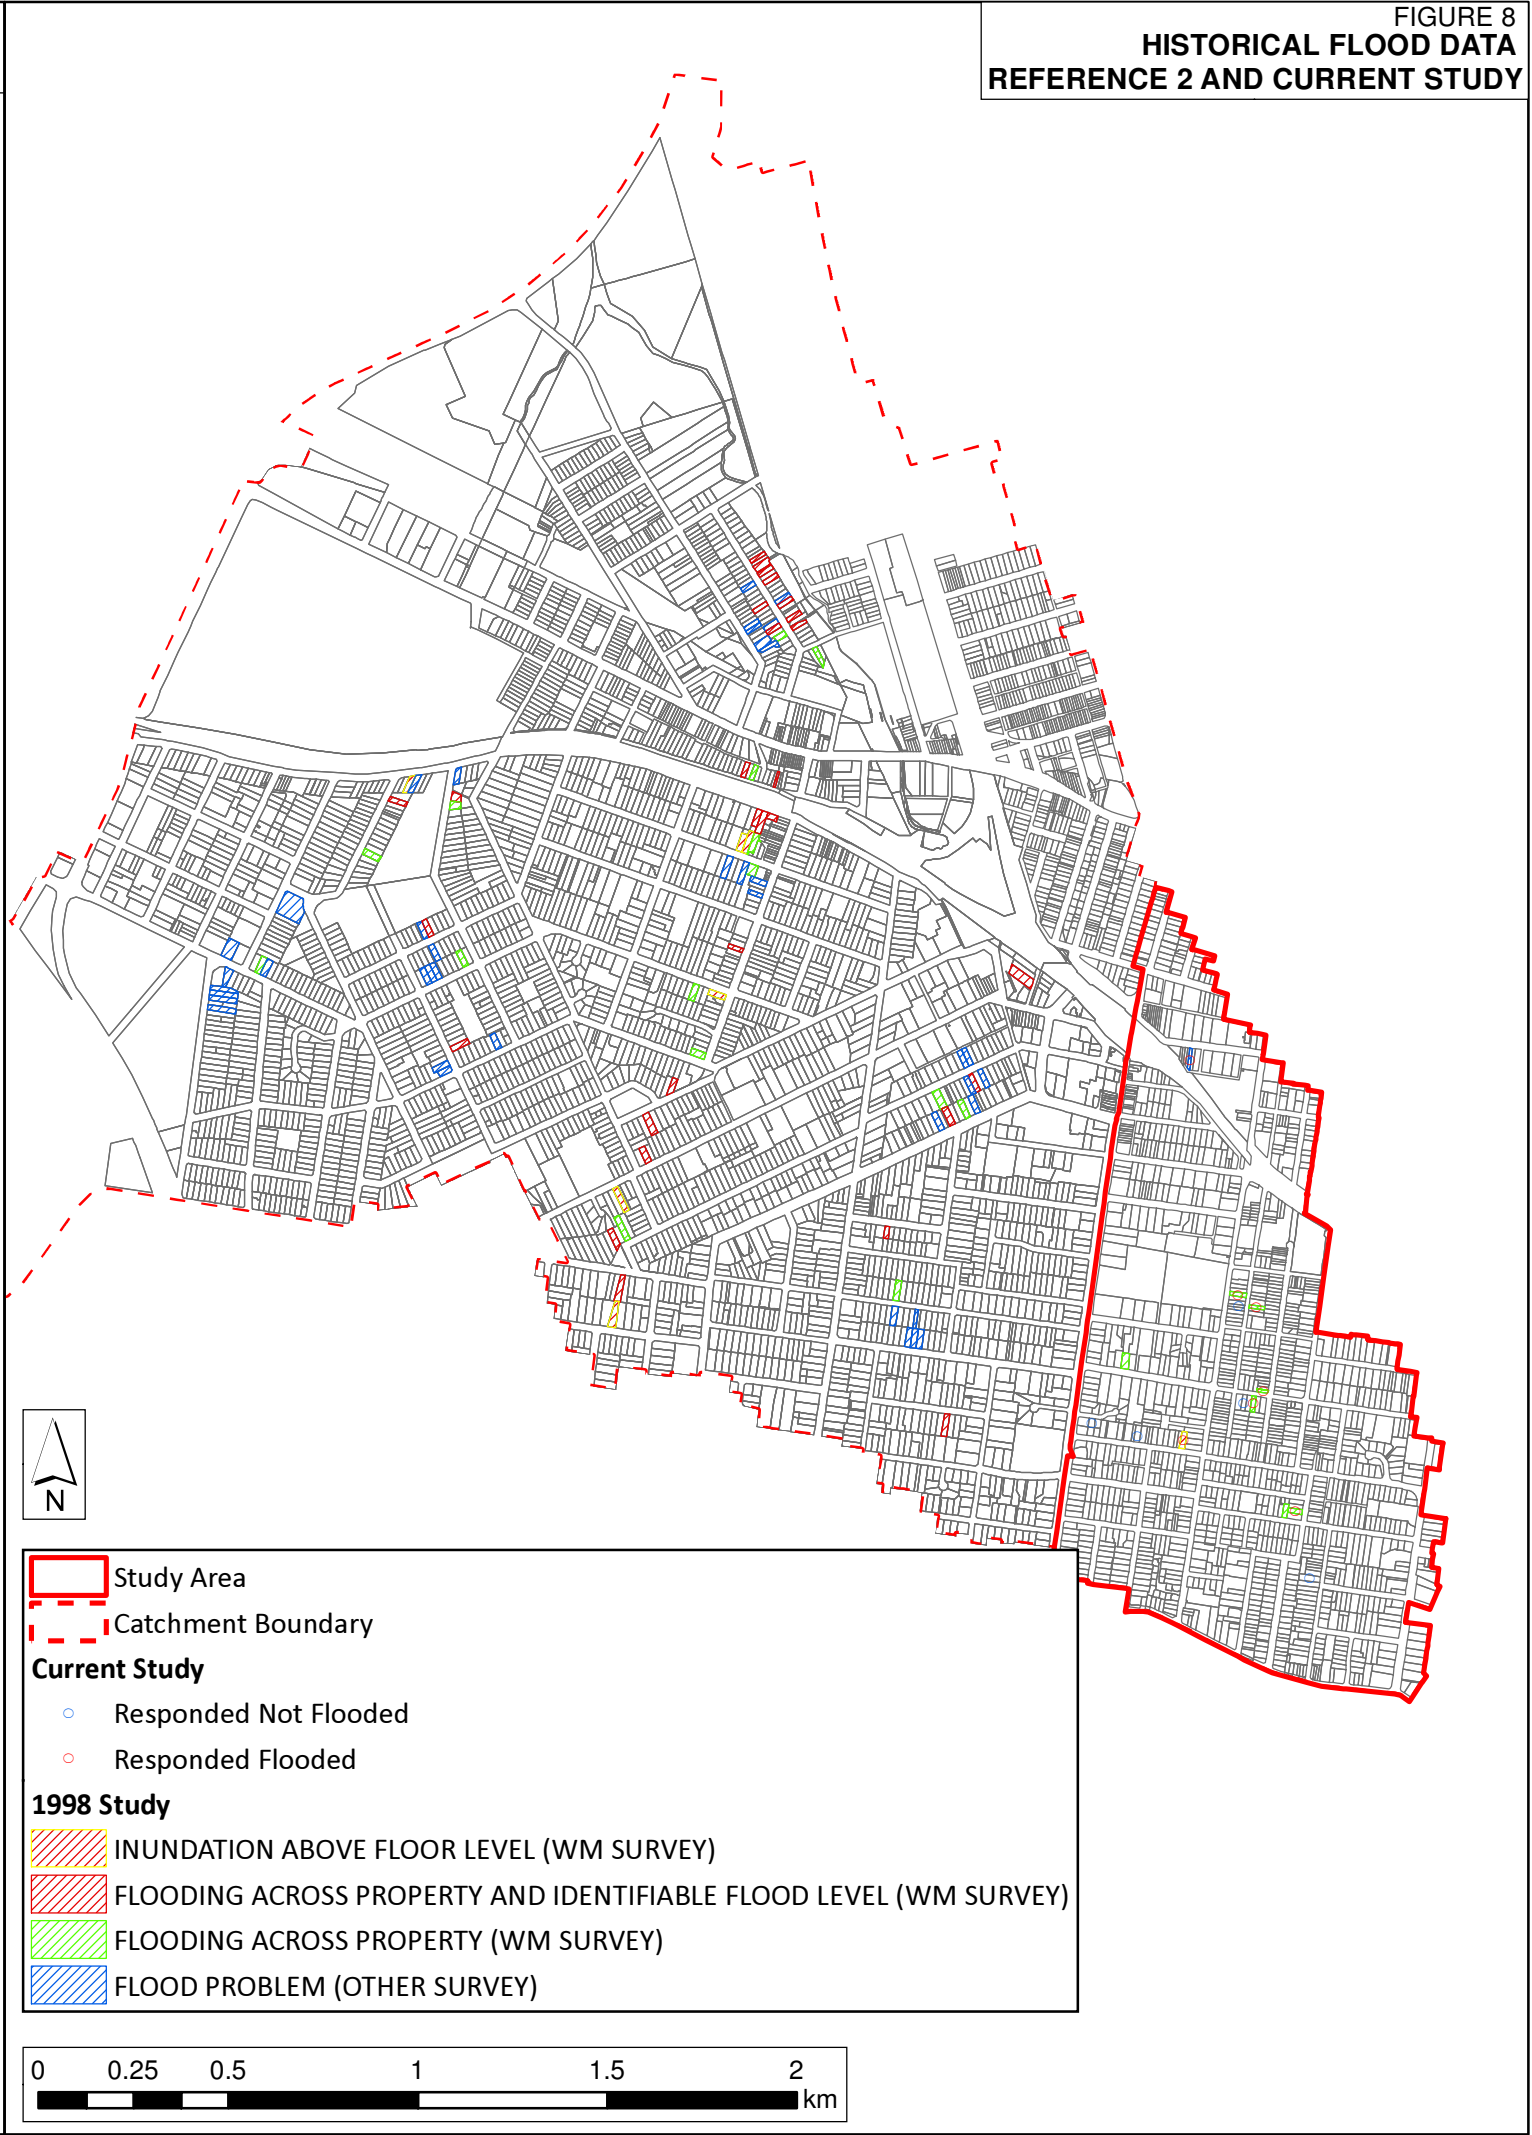 FIGURE 8
HISTORICAL FLOOD DATA
REFERENCE 2 AND CURRENT STUDY
N
Study Area
Catchment Boundary
Current Study
Responded Not Flooded
Responded Flooded
1998 Study
INUNDATION ABOVE FLOOR LEVEL (WM SURVEY)
FLOODING ACROSS PROPERTY AND IDENTIFIABLE FLOOD LEVEL (WM SURVEY)
FLOODING ACROSS PROPERTY (WM SURVEY)
FLOOD PROBLEM (OTHER SURVEY)
0 0.25 0.5 1 1.5 2
km